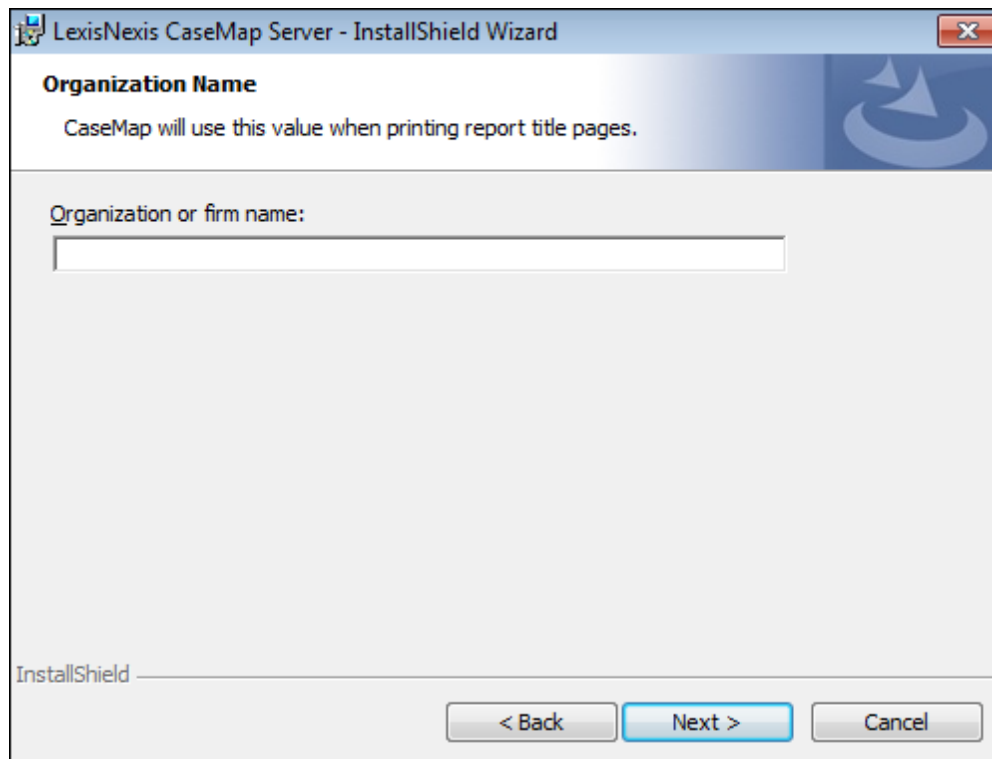 LexisNexis CaseMap Server - InstallShield Wizard
Organization Name
CaseMap will use this value when printing report title pages.
Organization or firm name:
InstallShield
< Back
Next >
Cancel